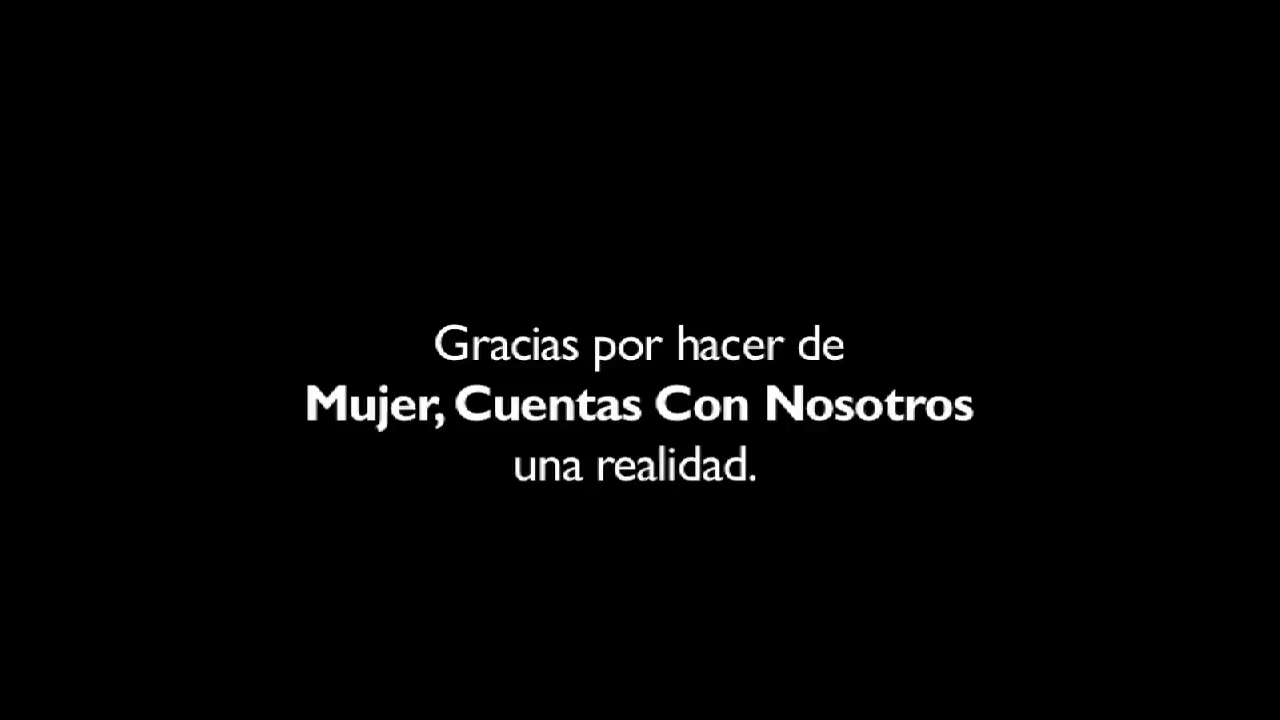 Gracias por hacer de
Mujer, Cuentas Con Nosotros
una realidad.